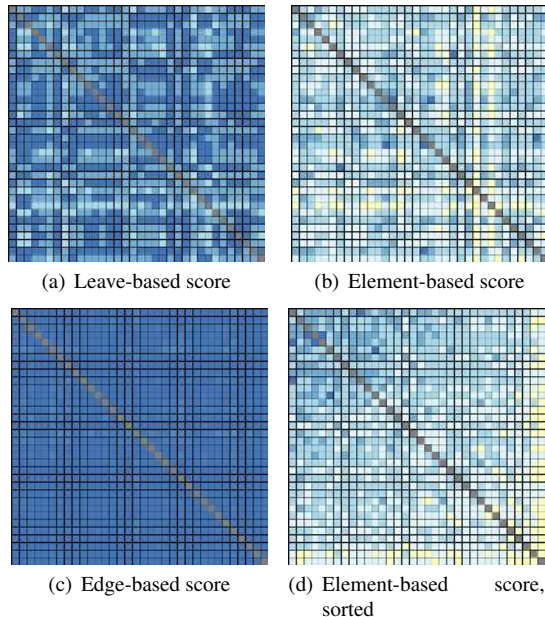 (a) Leave-based score
(b) Element-based score
(c) Edge-based score
(d) Element-based score,
sorted